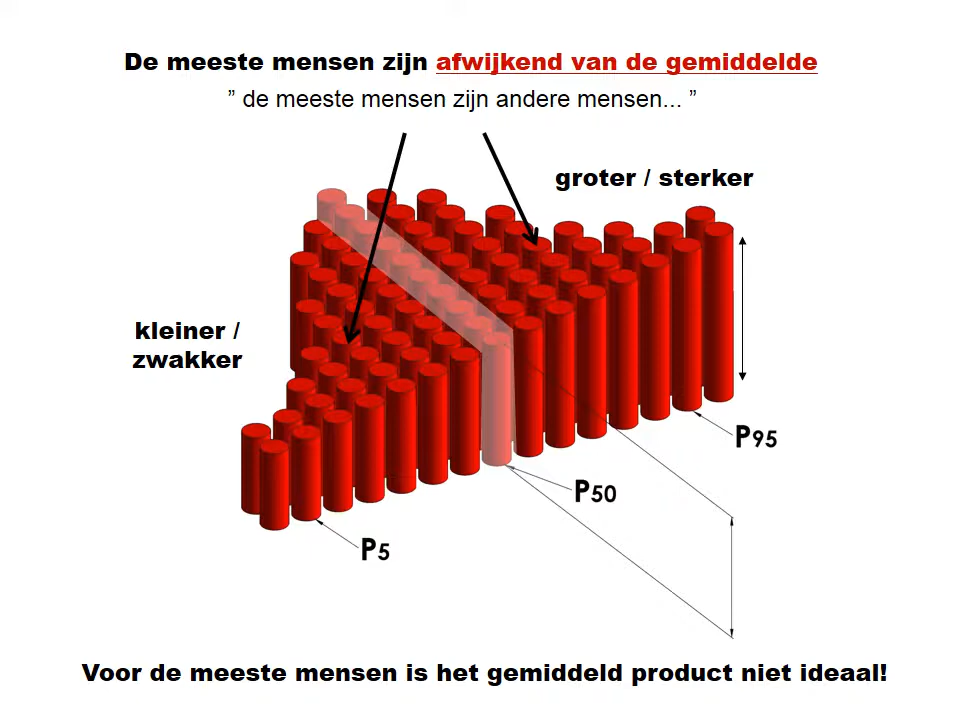 De meeste mensen zijn afwijkend van de gemiddelde
” de meeste mensen zijn andere mensen... ”
groter / sterker
kleiner /
zwakker
P95
P50
P5
Voor de meeste mensen is het gemiddeld product niet ideaal!